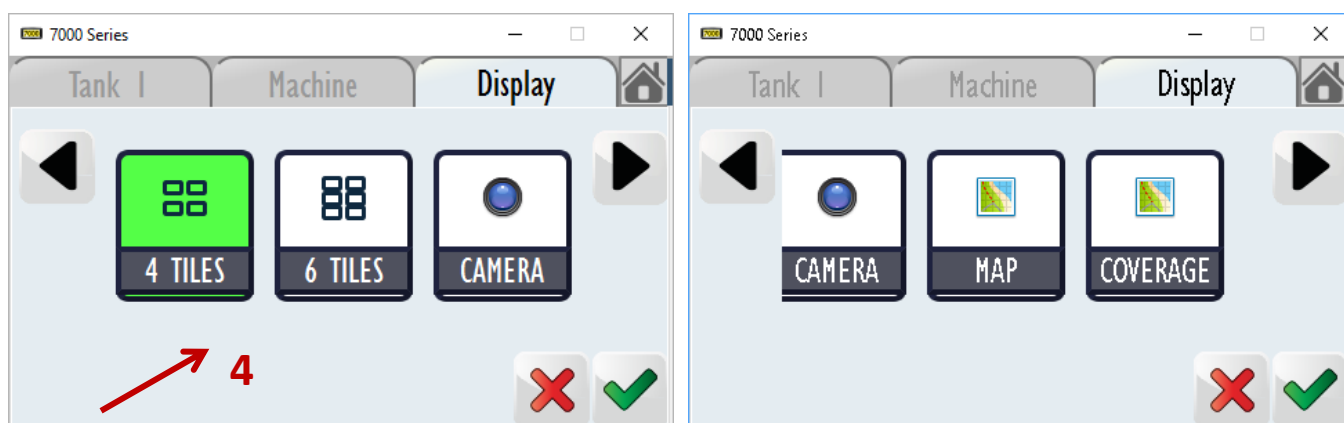 7000 Series
Tank 1
Machine
Display
4 TILES
6 TILES
CAMERA
4
7000 Series
Tank 1
Machine
Display
CAMERA
MAP
COVERAGE